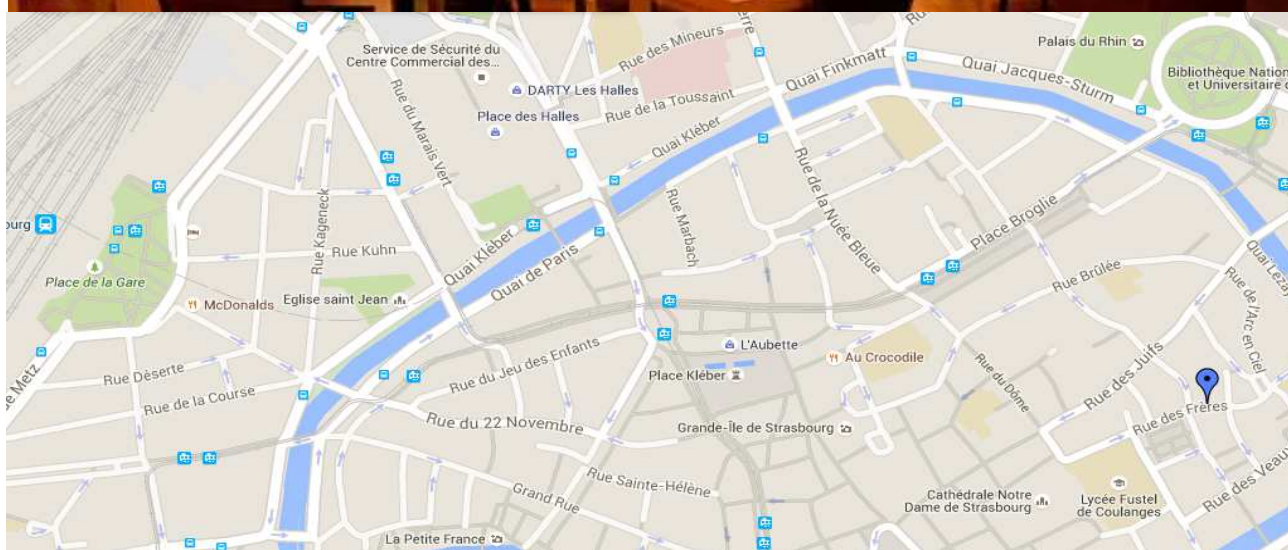 Service de Sécurité du
Centre Commercial des...
Rue des Mineurs
Palais du Rhin
Quai Finkmatt
Quai Jacques-Sturm
Bibliothèque Nation
et Universitaire d
DARTY Les Halles
Place des Halles
Rue de la Toussaint
Rue du Marais Vert
Quai Kléber
Rue Kageneck
Rue Marbach
Rue de la Nuée Bleue
Place Broglie
ourg
Rue Kuhn
Quai Kléber
Quai de Paris
Rue Brûlée
Quai Lezay
Place de la Gare
McDonalds
Eglise saint Jean
Rue de l'Arc en Ciel
L'Aubette
Au Crocodile
Rue du Jeu des Enfants
Place Kléber
Rue du Dôme
Rue des Juifs
Rue Dèserte
de Metz
Rue de la Course
Rue du 22 Novembre
Grande-Île de Strasbourg
Rue des Frères
Rue Sainte-Hélène
Grand Rue
Cathédrale Notre
Dame de Strasbourg
Lycée Fustel
de Coulanges
Rue des Veaux
La Petite France